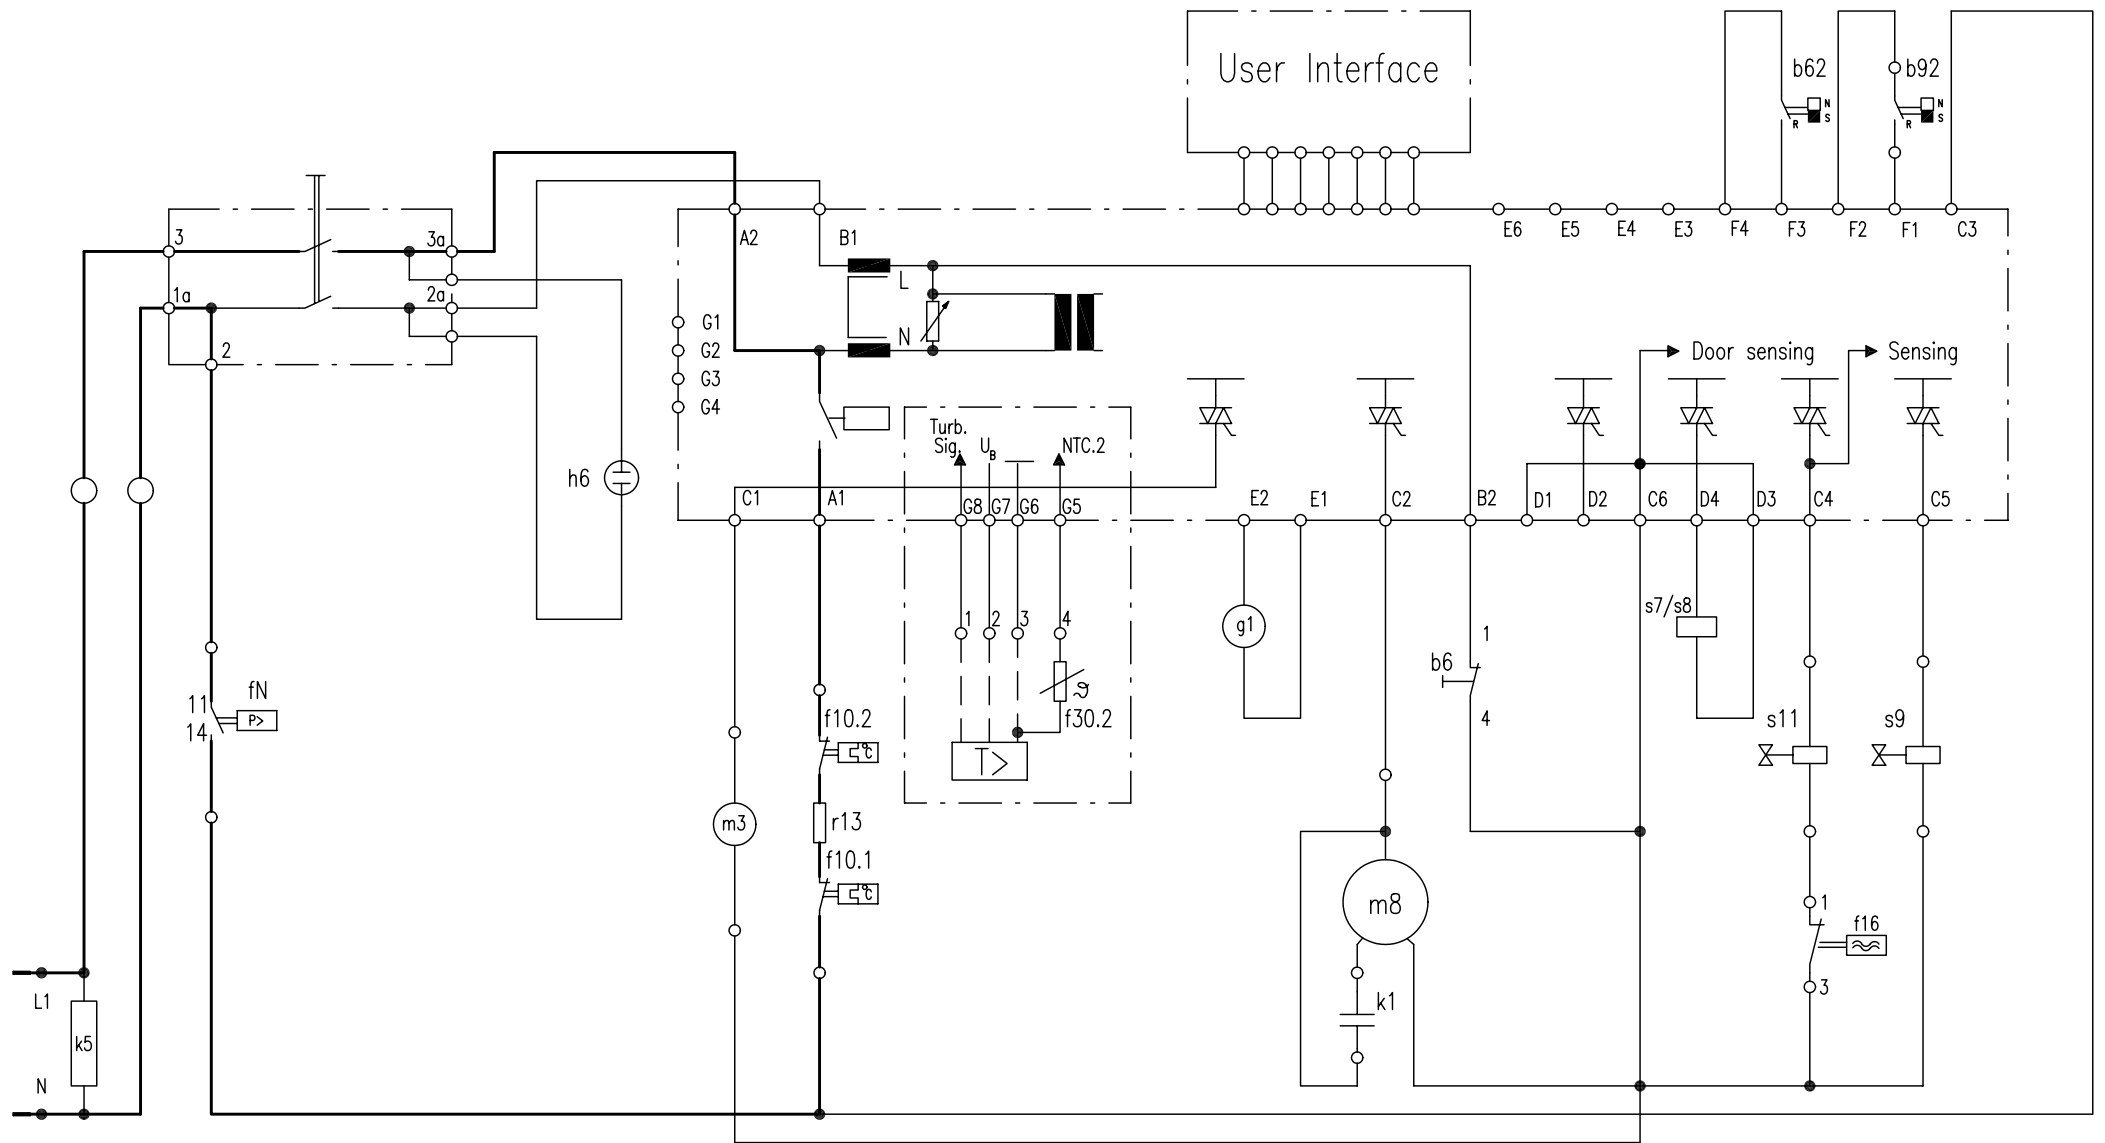 User Interface
b62
N
S
R
b92
N
S
R
3
3a
A2
B1
E6
E5
E4
E3
F4
F3
F2
F1
C3
1a
2a
L
N
2
G1
G2
G3
G4
Door sensing
Sensing
Turb.
Sig.
UB
NTC.2
h6
C1
A1
G8
G7
G6
G5
E2
E1
C2
B2
D1
D2
C6
D4
D3
C4
C5
1
2
3
4
g1
1
b6
4
s7/s8
11
14
fN
P>
f10.2
°C
ϑ
f30.2
T>
s11
s9
m3
r13
f10.1
°C
m8
1
f16
3
k1
L1
k5
N